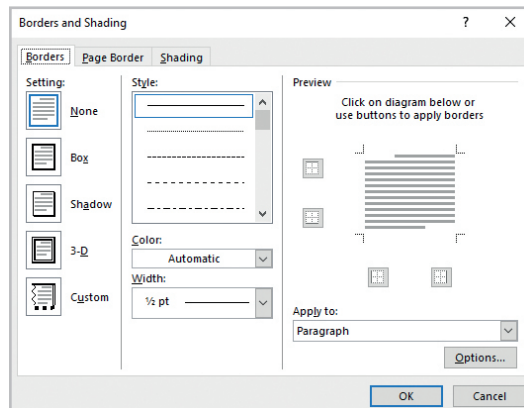 Borders and Shading ? ×
Borders Page Border Shading
Setting:
None
Box
Shadow
3-D
Custom
Style:
Color:
Automatic
Width:
½ pt
Preview
Click on diagram below or
use buttons to apply borders
Apply to:
Paragraph
Options...
OK Cancel